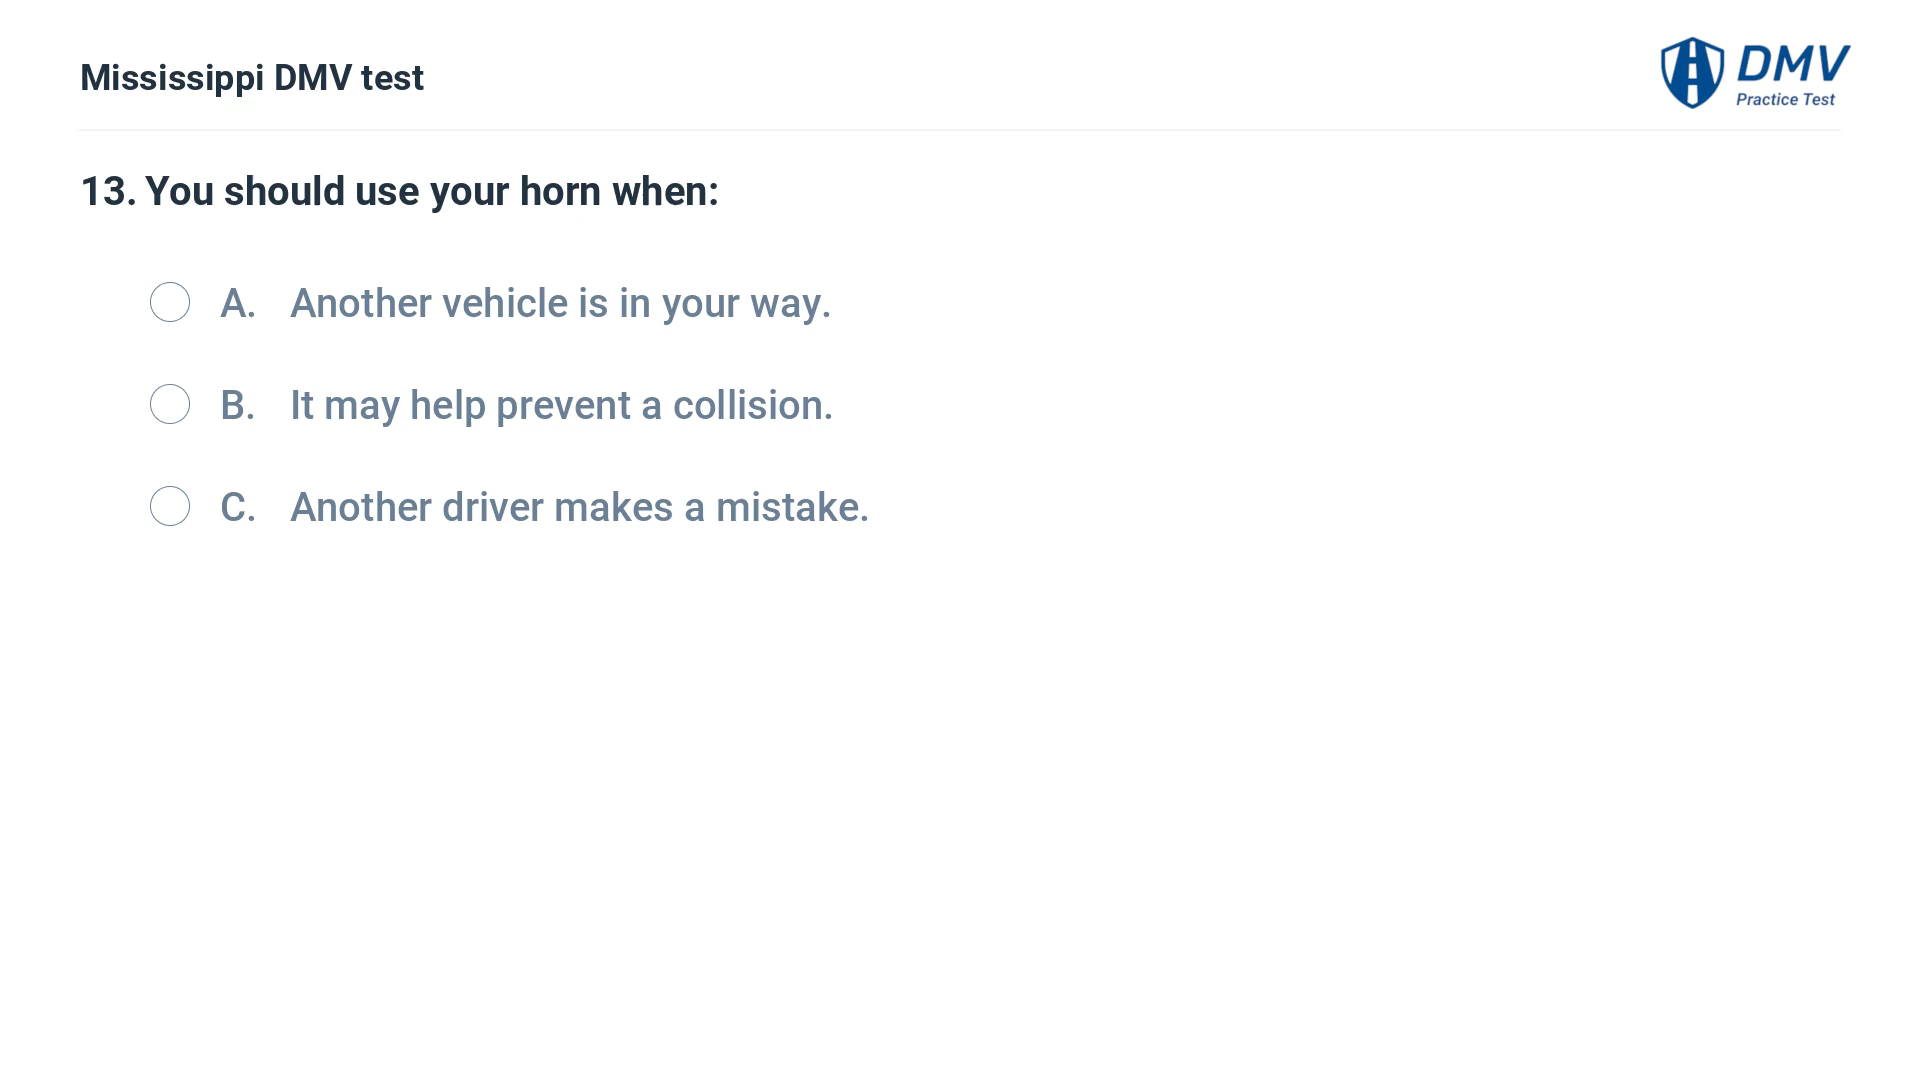 Mississippi DMV test
DMV
Practice Test
13. You should use your horn when:
A. Another vehicle is in your way.
B. It may help prevent a collision.
C. Another driver makes a mistake.